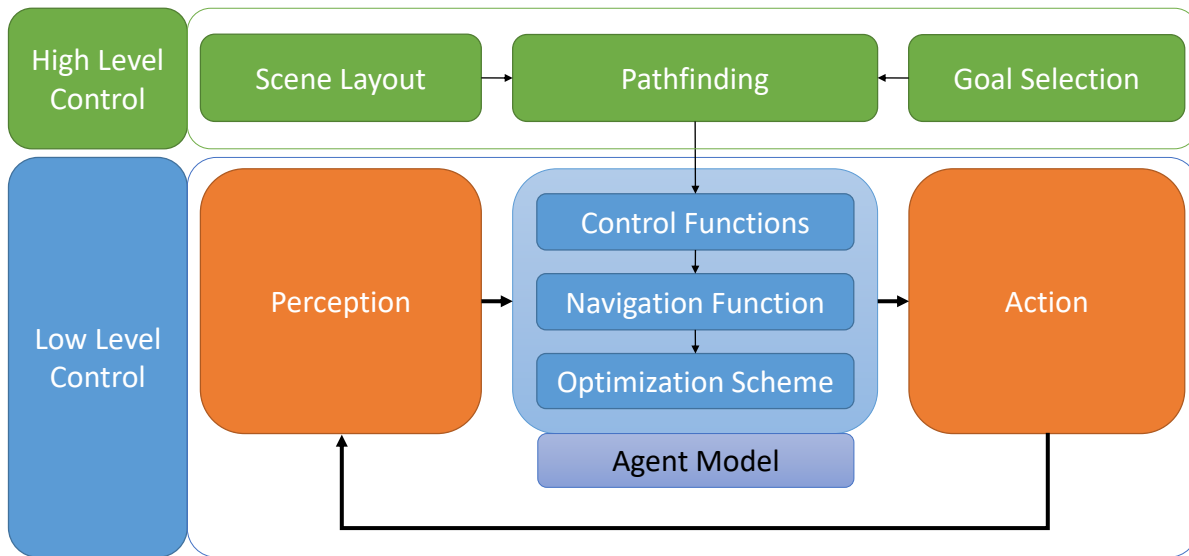 High Level
Control
Scene Layout
Pathfinding
Goal Selection
Low Level
Control
Perception
Control Functions
Navigation Function
Optimization Scheme
Agent Model
Action